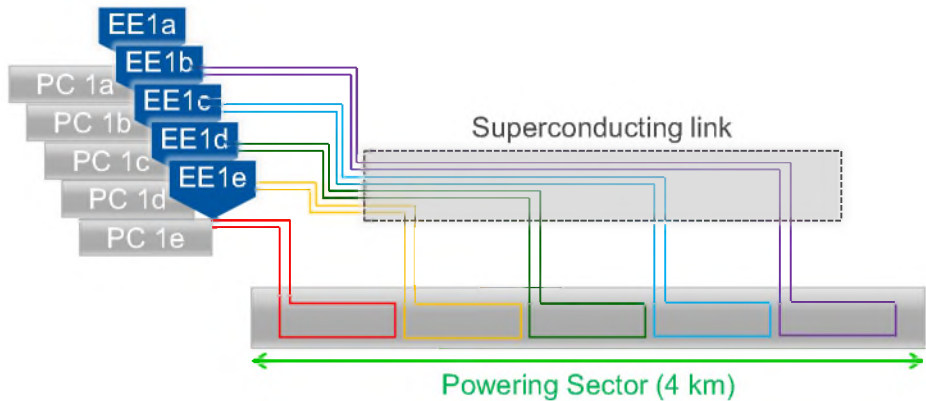 EE1a
EE1b
PC 1a
EE1c
PC 1b
EE1d
PC 1c
EE1e
PC 1d
PC 1e
Superconducting link
Powering Sector (4 km)